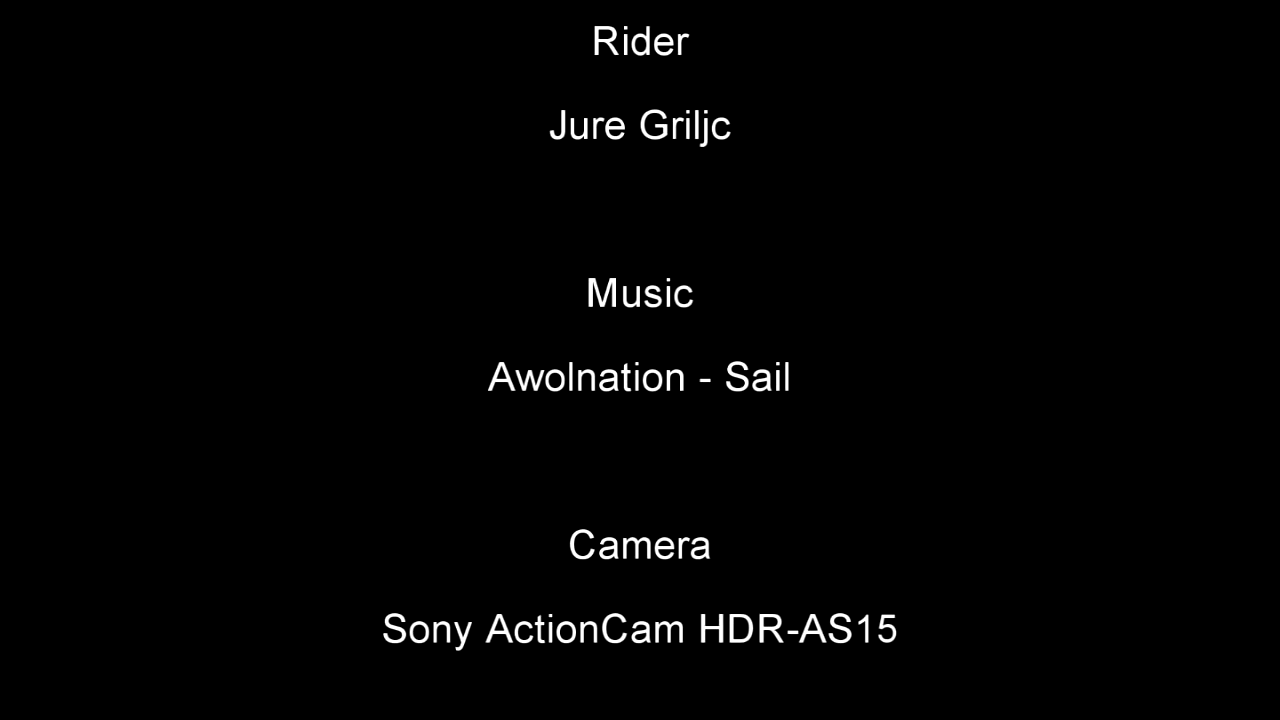 Rider
Jure Griljc
Music
Awolnation - Sail
Camera
Sony ActionCam HDR-AS15